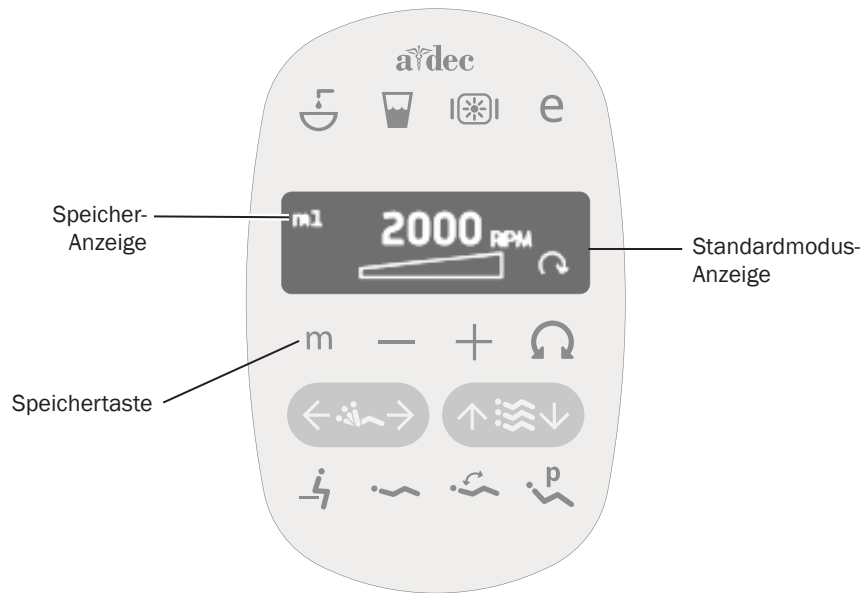 a dec
e
Speicher-
Anzeige
m1
2000 RPM
Standardmodus-
Anzeige
m
Speichertaste
p